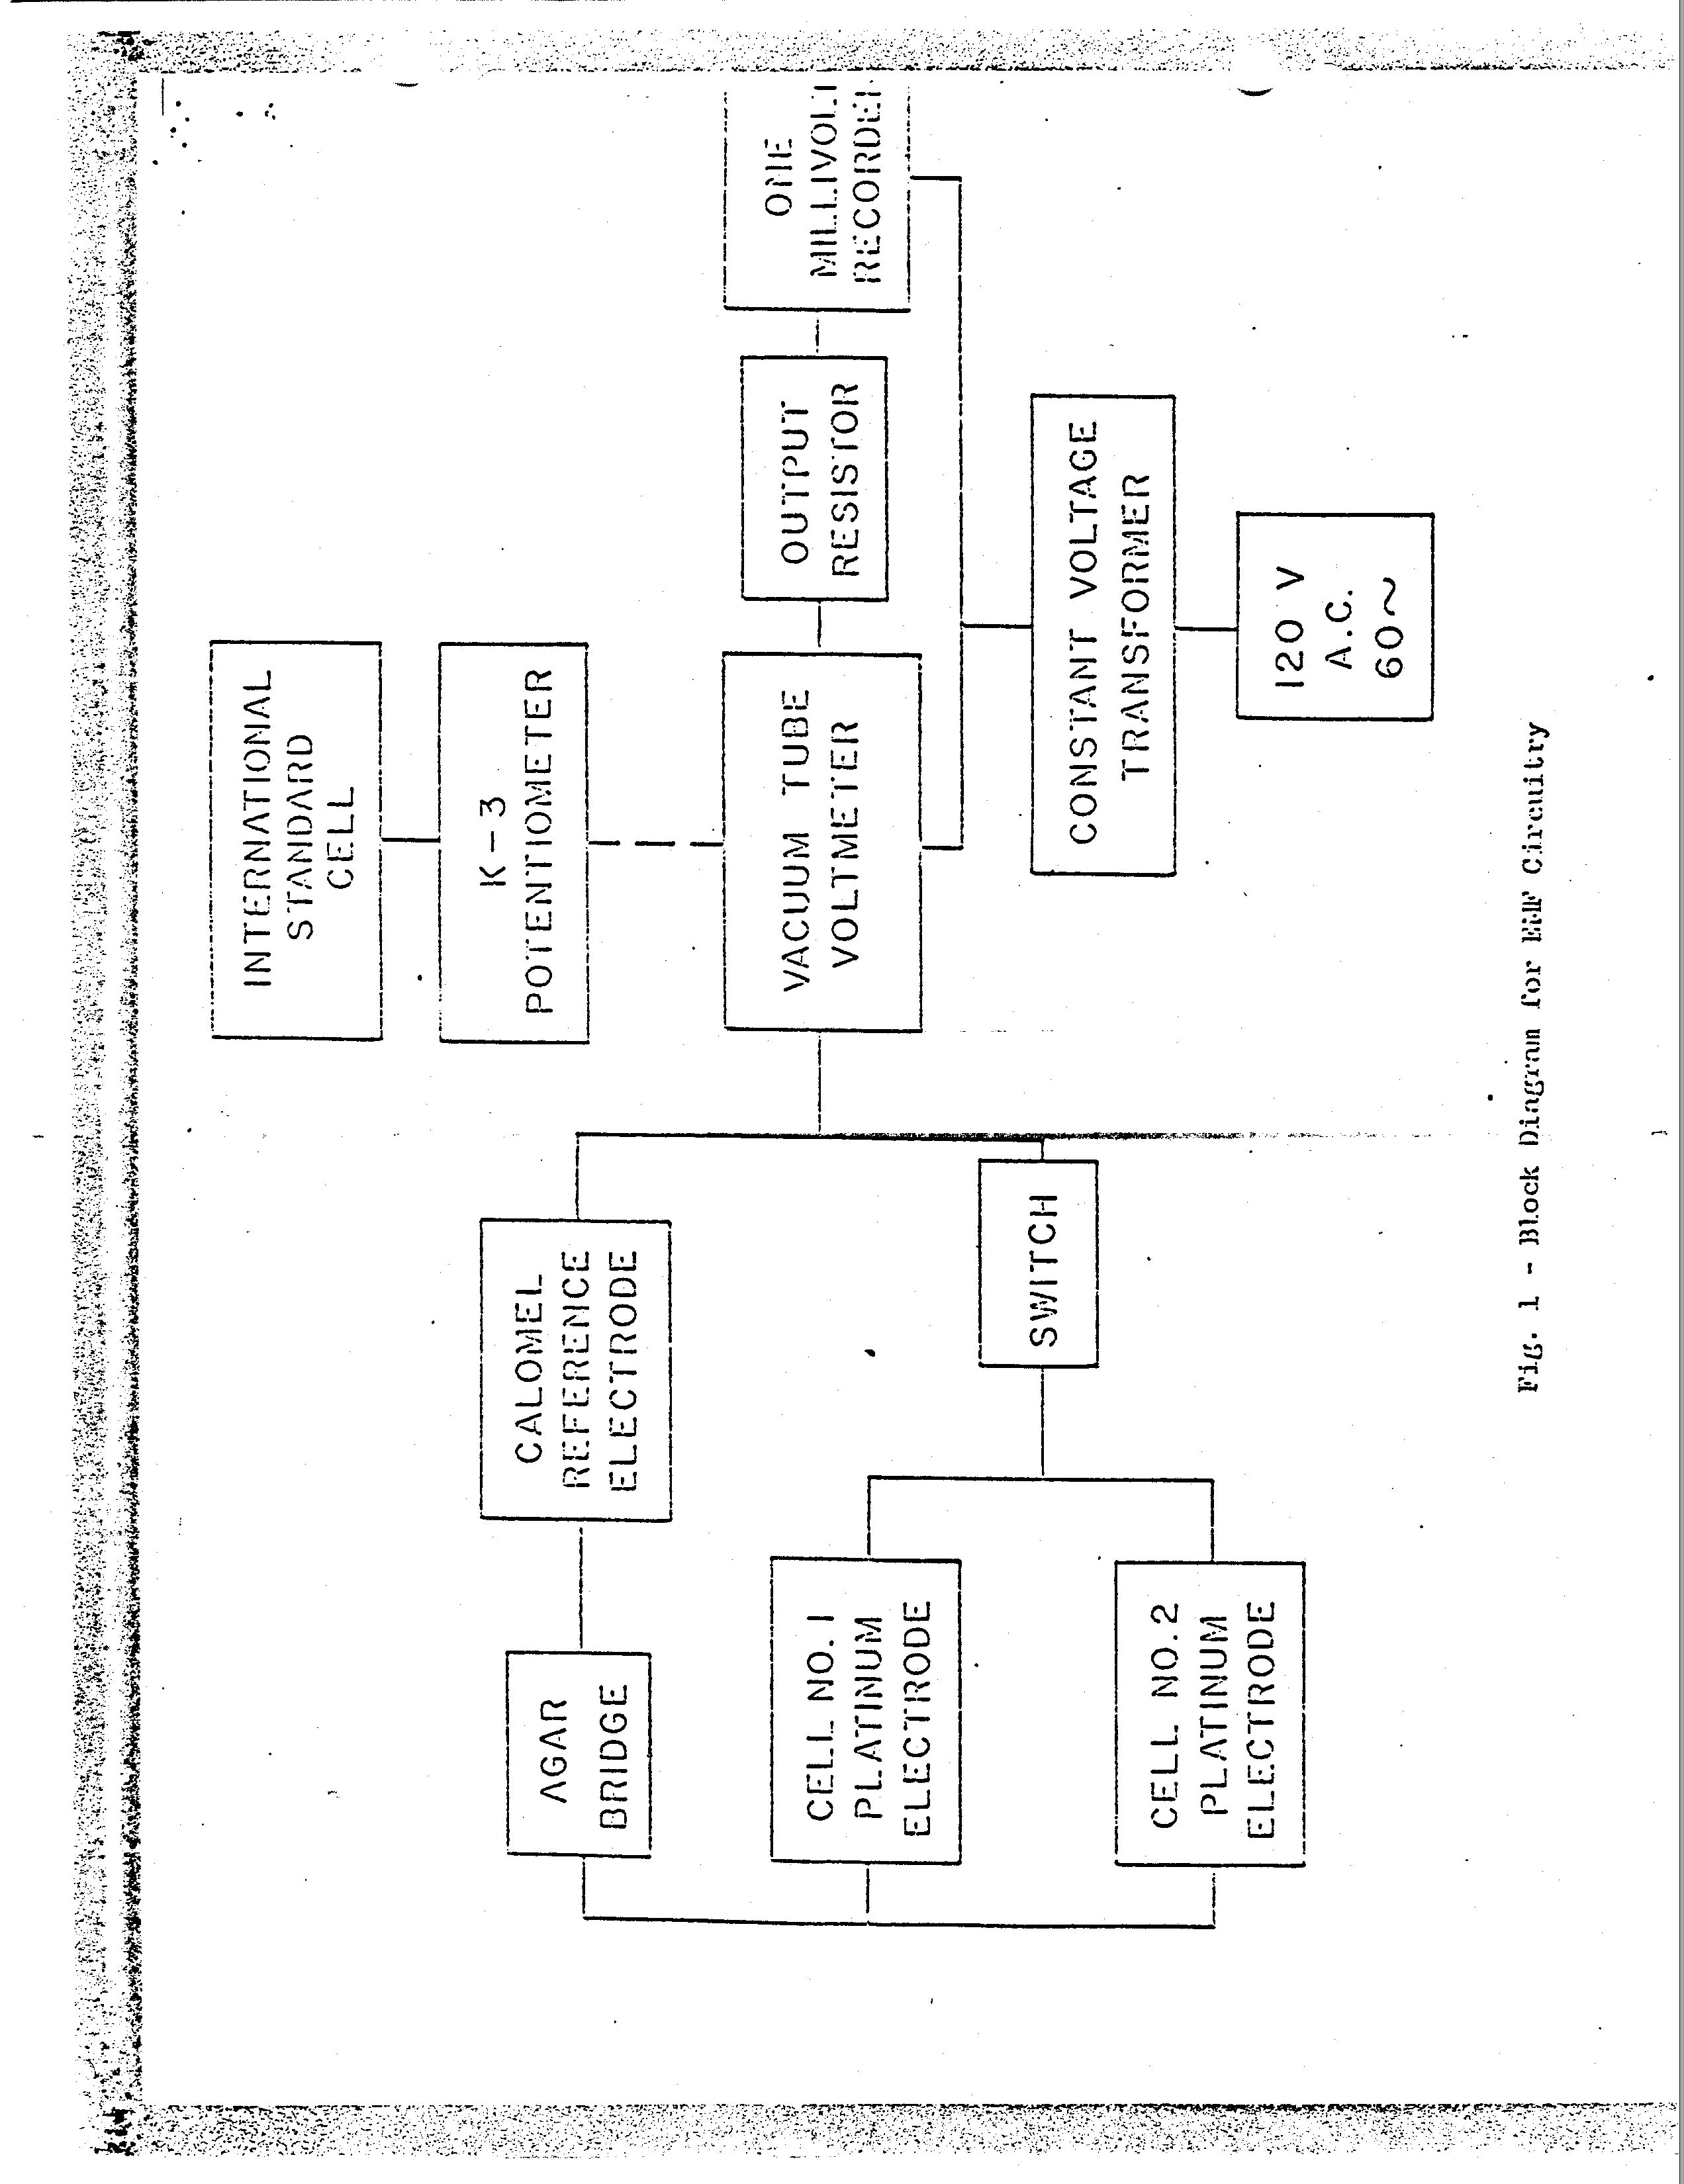 INTERNATIONAL
STANDARD
CELL
K-3
POTENTIOMETER
CALOMEL
REFERENCE
ELECTRODE
AGAR
BRIDGE
VACUUM TUBE
VOLTMETER
OUTPUT
RESISTOR
ONE
MILLIVOLT
RECORDER
CELL NO. 1
PLATINUM
ELECTRODE
SWITCH
CELL NO. 2
PLATINUM
ELECTRODE
CONSTANT VOLTAGE
TRANSFORMER
120 V
A.C.
60~
Fig. 1 - Block Diagram for EMF Circuitry